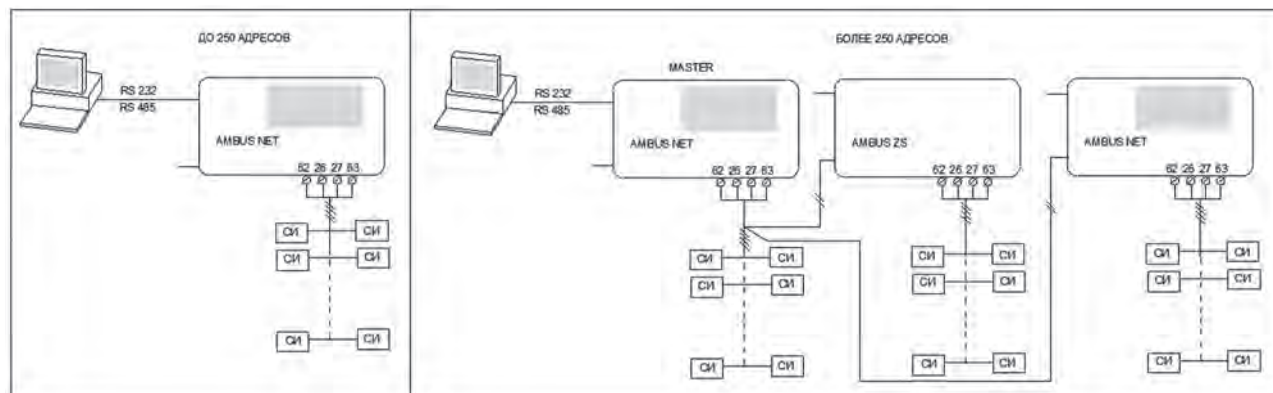 ДО 250 АДРЕСОВ
RS 232
RS 485
AMBUS NET
62 26 27 63
СИ СИ
СИ СИ
СИ СИ
БОЛЕЕ 250 АДРЕСОВ
MASTER
RS 232
RS 485
AMBUS NET
62 26 27 63
СИ СИ
СИ СИ
СИ СИ
AMBUS ZS
62 26 27 63
СИ СИ
СИ СИ
СИ СИ
AMBUS NET
62 26 27 63
СИ СИ
СИ СИ
СИ СИ